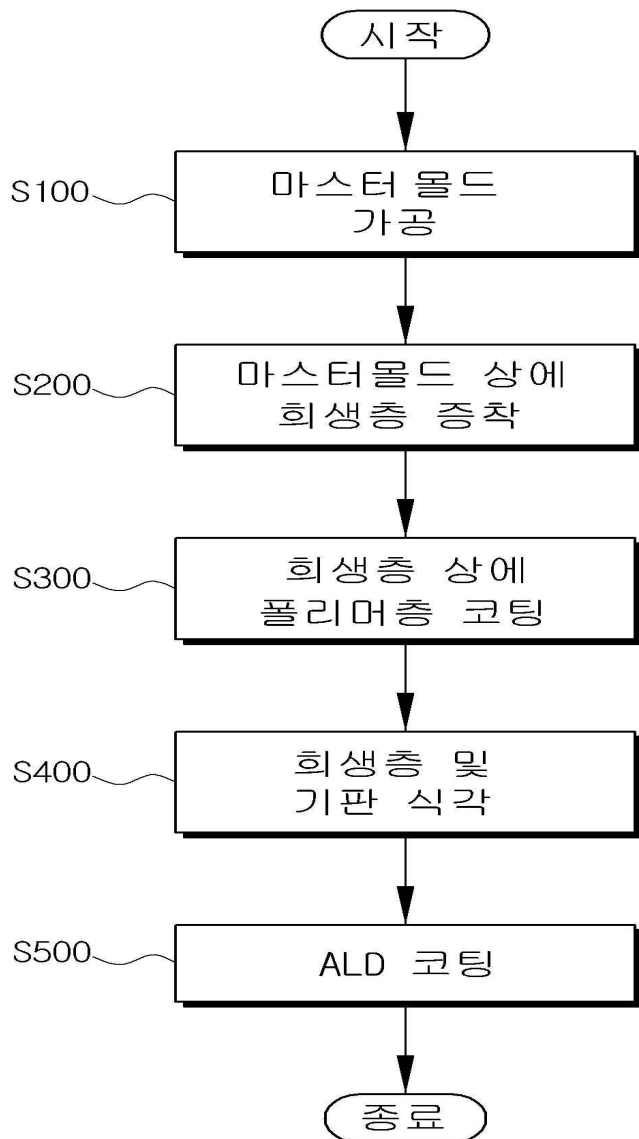 시작
S100
마스터 몰드
가공
S200
마스터몰드 상에
희생층 증착
S300
희생층 상에
폴리머층 코팅
S400
희생층 및
기판 식각
S500
ALD 코팅
종료